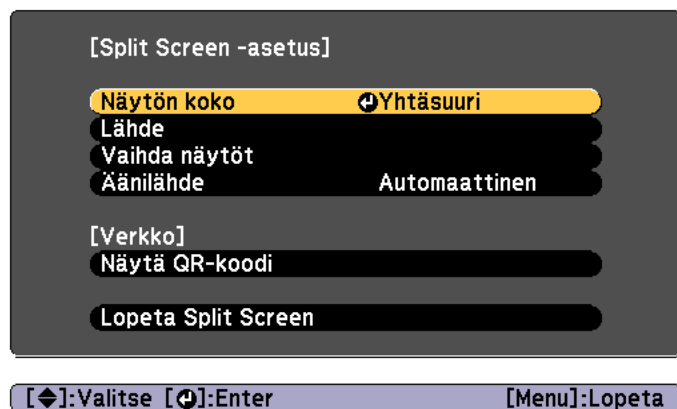 [Split Screen -asetus]
Näytön koko Yhtäsuuri
Lähde
Vaihda näytöt
Äänilähde Automaattinen
[Verkko]
Näytä QR-koodi
Lopeta Split Screen
[◆]:Valitse [⏎]:Enter [Menu]:Lopeta